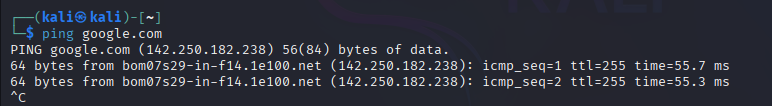 ┌──(kali㉿kali)-[~]
└─$ ping google.com
PING google.com (142.250.182.238) 56(84) bytes of data.
64 bytes from bom07s29-in-f14.1e100.net (142.250.182.238): icmp_seq=1 ttl=255 time=55.7 ms
64 bytes from bom07s29-in-f14.1e100.net (142.250.182.238): icmp_seq=2 ttl=255 time=55.3 ms
^C